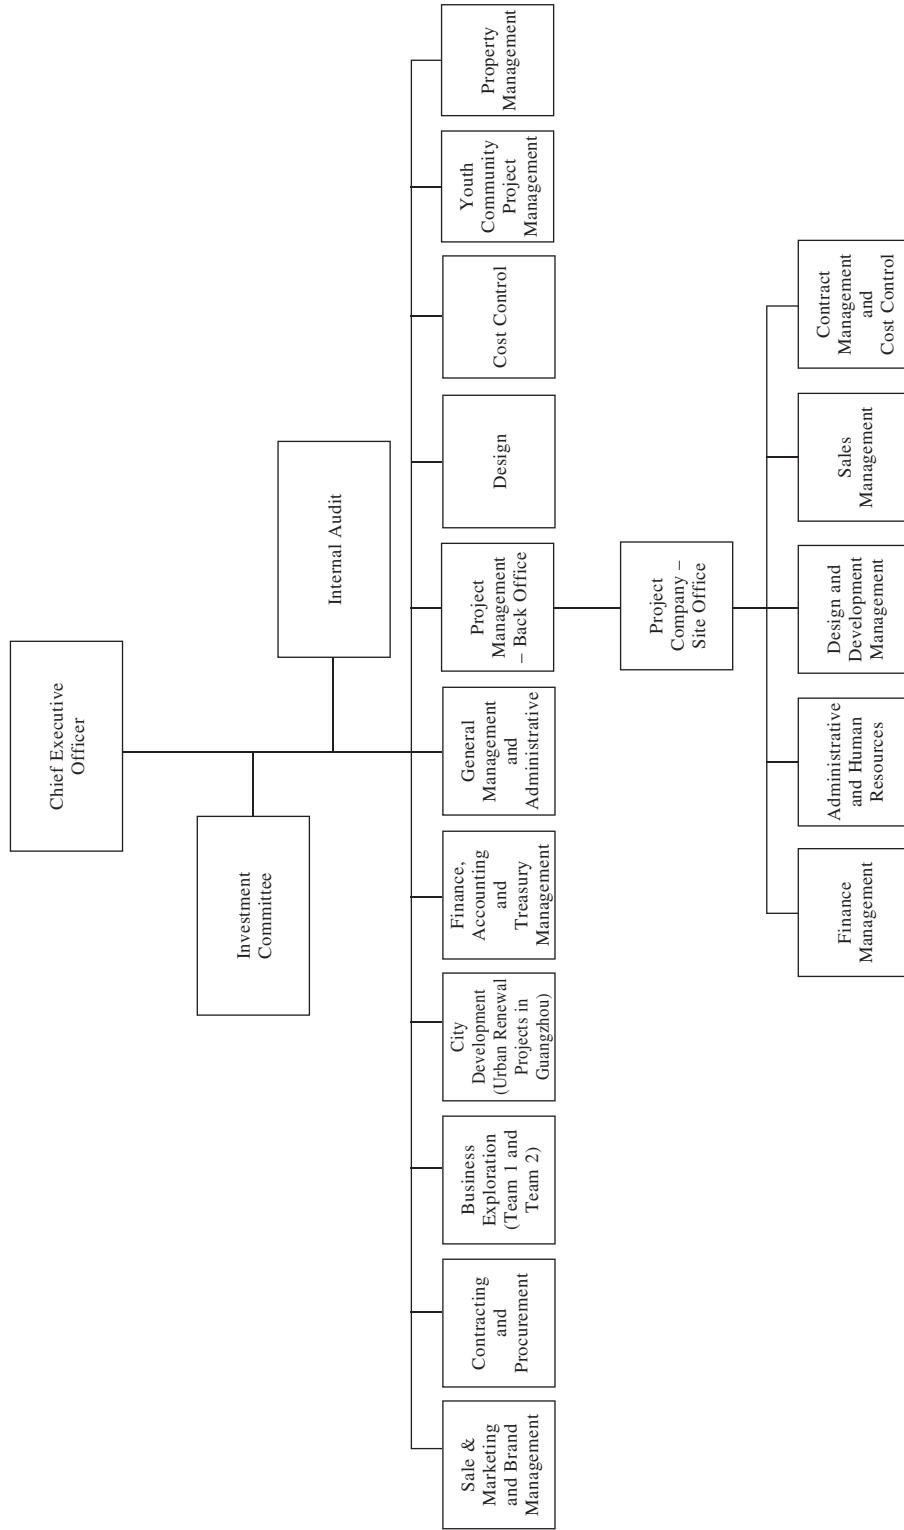 Chief Executive
Officer
Investment
Committee
Internal Audit
Sale &
Marketing
and Brand
Management
Contracting
and
Procurement
Business
Exploration
(Team 1 and
Team 2)
City
Development
(Urban Renewal
Projects in
Guangzhou)
Finance,
Accounting
and
Treasury
Management
General
Management
and
Administrative
Project
Management
– Back Office
Design
Cost Control
Youth
Community
Project
Management
Property
Management
Project
Company –
Site Office
Finance
Management
Administrative
and Human
Resources
Design and
Development
Management
Sales
Management
Contract
Management
and
Cost Control